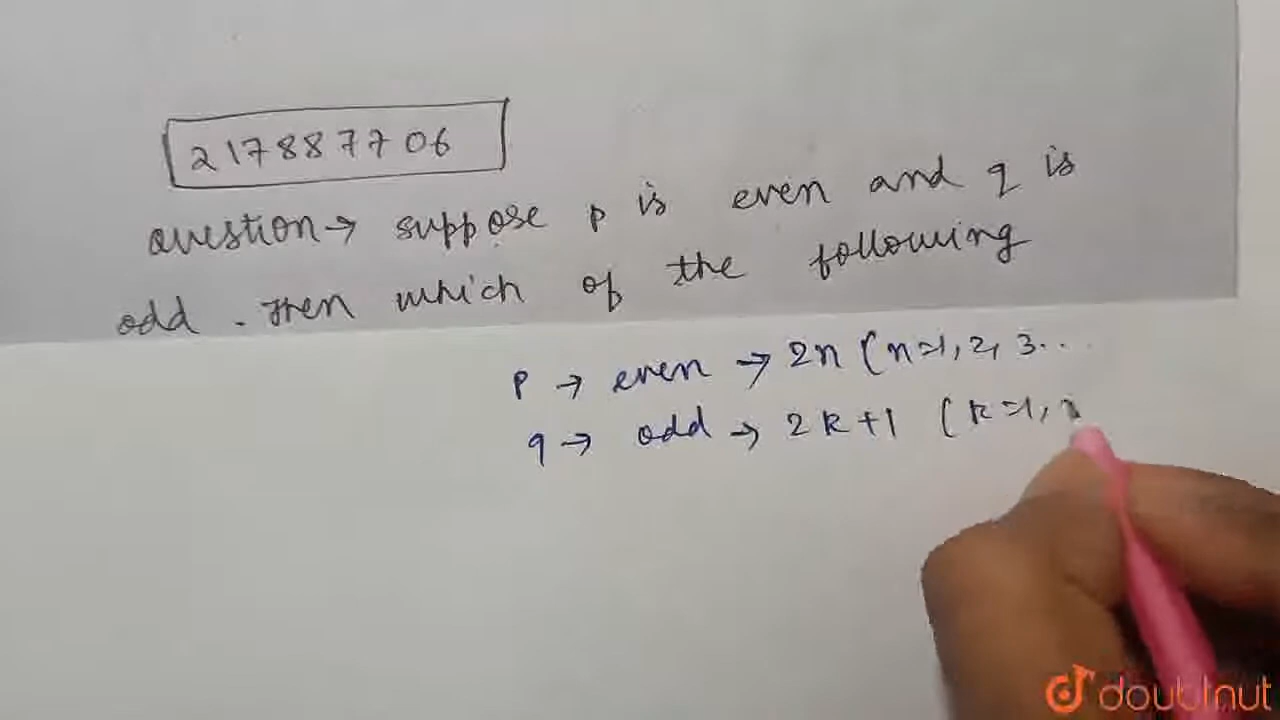 217887706
Question→ suppose p is even and q is
odd. Then which of the following
p → even → 2n (n=1, 2, 3...
q → odd → 2k+1 (k=1,
doubtnut